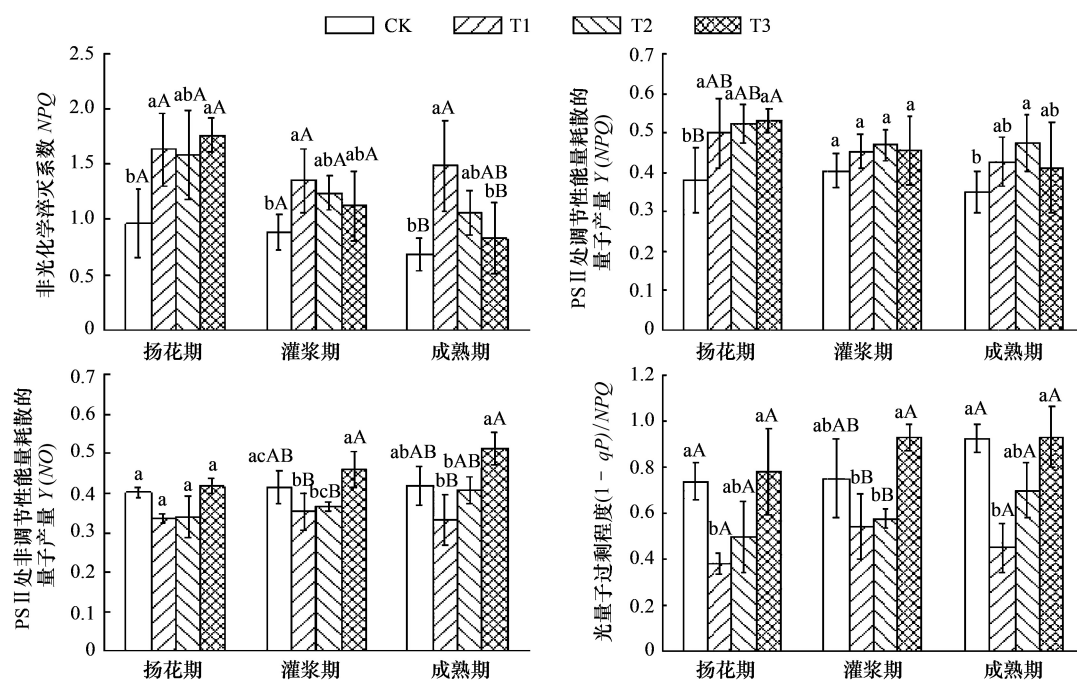 CK T1 T2 T3
非光化学淬灭系数 NPQ
2.5
2.0
1.5
1.0
0.5
0
bA aA abA aA
bA aA abA abA
bB aA abAB bB
扬花期 灌浆期 成熟期
PSⅡ处调节性能量耗散的
量子产量 Y (NPQ)
0.7
0.6
0.5
0.4
0.3
0.2
0.1
0
bB aAB aAB aA
a a a a
b ab a ab
扬花期 灌浆期 成熟期
PSⅡ处非调节性能量耗散的
量子产量 Y (NO)
0.7
0.6
0.5
0.4
0.3
0.2
0.1
0
a a a a
acAB bB bcB aA
abAB bB bAB aA
扬花期 灌浆期 成熟期
光量子过剩程度(1 − qP)/NPQ
1.2
1.0
0.8
0.6
0.4
0.2
0
aA bA abA aA
abAB bB bB aA
aA bB abA aA
扬花期 灌浆期 成熟期